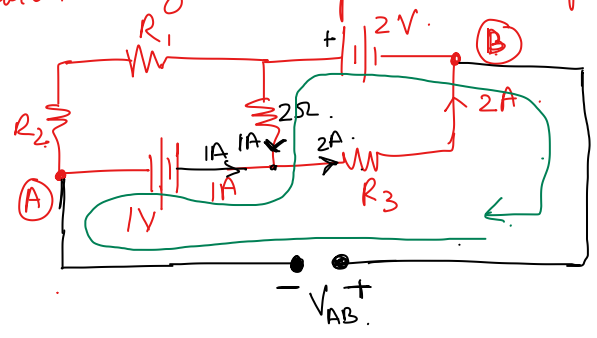 R1
+ 2V.
B
R2
2Ω.
1A
1A
2A.
2A.
A
1V
1A
R3
- +
VAB.